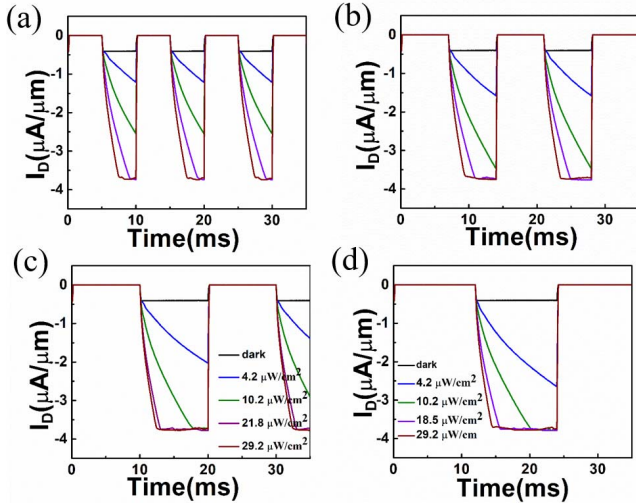 (a)
0
-1
-2
-3
-4
I_D(μA/μm)
0 10 20 30
Time(ms)
(b)
0
-1
-2
-3
-4
I_D(μA/μm)
0 10 20 30
Time(ms)
(c)
0
-1
-2
-3
-4
I_D(μA/μm)
dark
4.2 μW/cm²
10.2 μW/cm²
21.8 μW/cm²
29.2 μW/cm²
0 10 20 30
Time(ms)
(d)
0
-1
-2
-3
-4
I_D(μA/μm)
dark
4.2 μW/cm²
10.2 μW/cm²
18.5 μW/cm²
29.2 μW/cm
0 10 20 30
Time(ms)